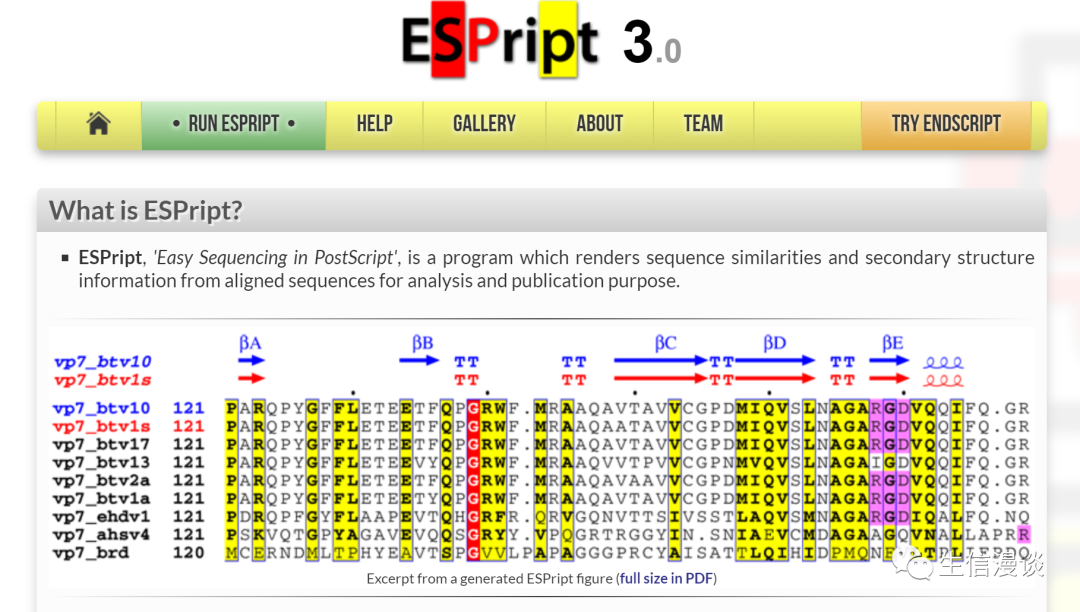 ESPript 3.0
• RUN ESPRIPT • HELP GALLERY ABOUT TEAM TRY ENDSCRIPT
What is ESPript?
▪ ESPript, 'Easy Sequencing in PostScript', is a program which renders sequence similarities and secondary structure
information from aligned sequences for analysis and publication purpose.
βA βB βC βD βE
vp7_btv10 TT TT TT TT
vp7_btv1s TT TT TT TT
vp7_btv10 121 PARQPYGFFLETEETFQPGRWF.MRAAQAVTAVVCGPDMIQVSLNAGARGDVQQIFQ.GR
vp7_btv1s 121 PARQPYGFFLETEETFQPGRWF.MRAAQAATAVVCGPDMIQVSLNAGARGDVQQIFQ.GR
vp7_btv17 121 PARQPYGFFLETEETFQPGRWF.MRAAQAVTAVVCGPDMIQVSLNAGARGDVQQIFQ.GR
vp7_btv13 121 PARQPYGFFLETEEVYQPGRWF.MRAAQVVTPVVCGPNMVQVSLNAGAIGDVQQIFQ.GR
vp7_btv2a 121 PARQPYGFFLETEETFQPGRWF.MRAAQAVAAVVCGPDMIQVSLNAGARGDVQQIFQ.GR
vp7_btv1a 121 PARQPYGFFLETEETYQPGRWF.MRAAQAVTAVVCGPDMIQVSLNAGARGDVQQIFQ.GR
vp7_ehdv1 121 PDRQPFGYFLAAPEVTQHGRFR.QRVGQNVTTSIVSSTLAQVSMNAGARGDIQALFQ.NQ
vp7_ahsv4 121 PSKVQTGPYAGAVEVQQSGRYY.VPQGRTRGGYIN.SNIAEVCMDAGAAGQVNALLAPRR
vp7_brd 120 MCERNDMLTPHYEAVTSPGVVLPAPAGGGPRCYAISATTLQIHIDPMQ
Excerpt from a generated ESPript figure (full size in PDF)
生信漫谈